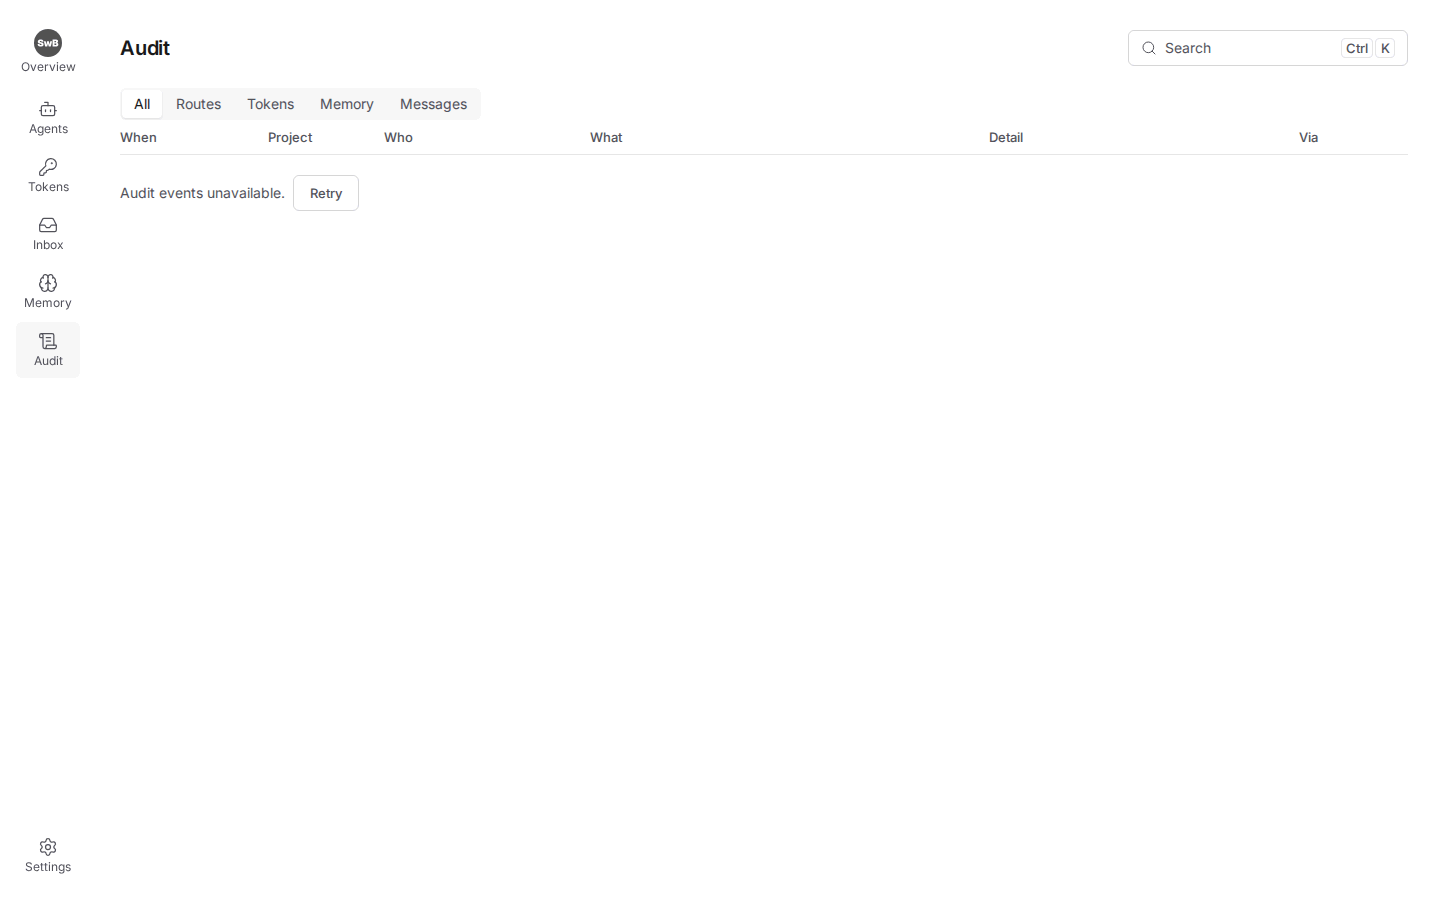 SwB
Overview
Agents
Tokens
Inbox
Memory
Audit
Settings
Audit
Search Ctrl K
All Routes Tokens Memory Messages
When Project Who What Detail Via
Audit events unavailable. Retry